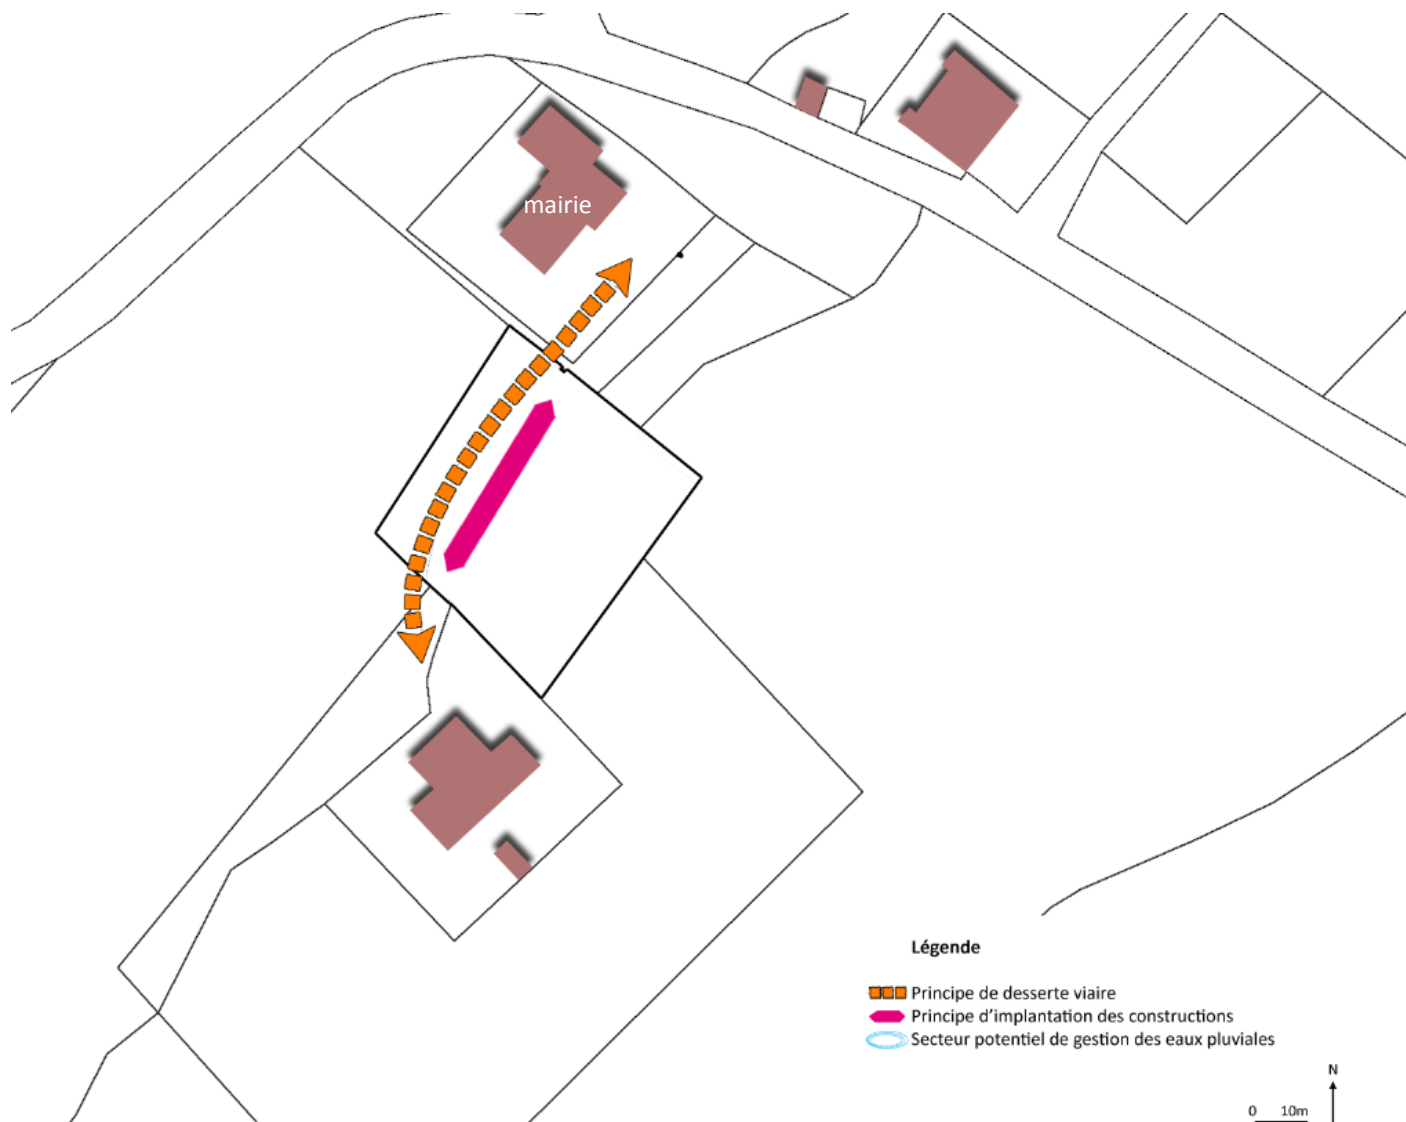 mairie
Légende
Principe de desserte viaire
Principe d'implantation des constructions
Secteur potentiel de gestion des eaux pluviales
N
0 10m